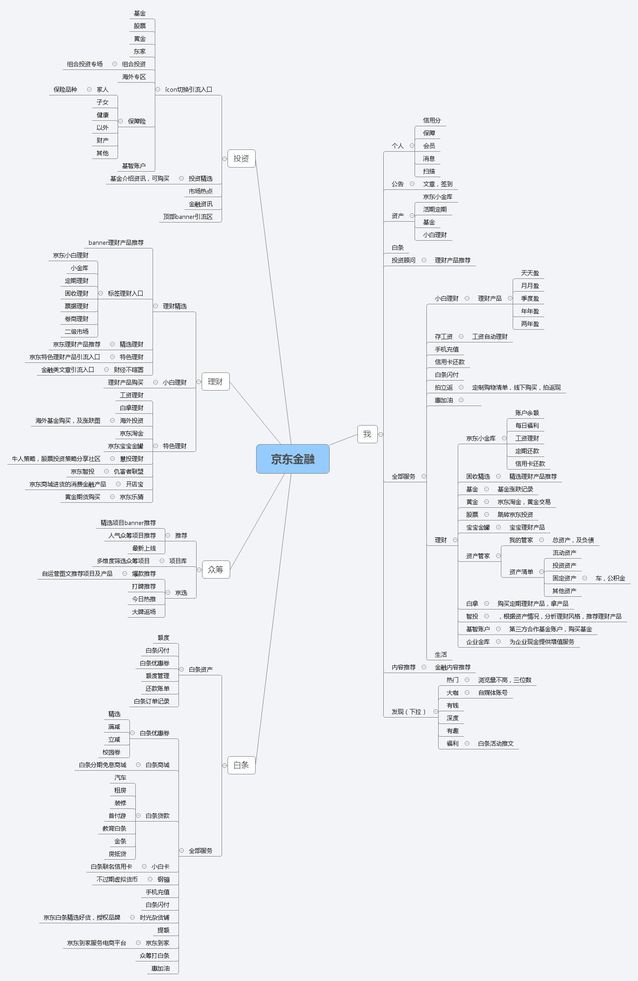 京东金融
投资
icon切换引流入口
基金
股票
黄金
东家
组合投资
组合投资专场
海外专区
保障险
家人
保险品种
子女
健康
以外
财产
其他
基智账户
投资精选
基金介绍资讯，可购买
市场热点
金融资讯
顶部banner引流区
理财
理财精选
banner理财产品推荐
标签理财入口
京东小白理财
小金库
定期理财
固收理财
票据理财
券商理财
二级市场
精选理财
京东理财产品推荐
特色理财
京东特色理财产品引流入口
财经不哑囵
金融类文章引流入口
小白理财
理财产品购买
特色理财
工资理财
白拿理财
海外投资
海外基金购买，及涨跌图
京东淘金
京东宝宝金罐
意投理财
牛人策略，股票投资策略分享社区
仇富者联盟
京东智投
开店宝
京东商城进货的消费金融产品
京东乐猜
黄金期货购买
众筹
推荐
精选项目banner推荐
人气众筹项目推荐
最新上线
项目库
多维度筛选众筹项目
京选
爆款推荐
自运营图文推荐项目及产品
打牌推荐
今日热推
大牌返场
白条
白条资产
额度
白条闪付
白条优惠券
额度管理
还款账单
白条订单记录
全部服务
白条优惠券
精选
满减
立减
校园券
白条商城
白条分期免息商城
白条贷款
汽车
租房
装修
首付游
教育白条
金条
房抵贷
小白卡
白条联名信用卡
钢镚
不过期虚拟货币
手机充值
白条闪付
时光杂货铺
京东白条精选好货，授权品牌
提额
京东到家
京东到家服务电商平台
众筹打白条
惠加油
我
个人
信用分
保障
会员
消息
扫描
公告
文章，签到
资产
京东小金库
活期定期
基金
小白理财
白条
投资顾问
理财产品推荐
全部服务
小白理财
理财产品
天天盈
月月盈
季度盈
年年盈
两年盈
存工资
工资自动理财
手机充值
信用卡还款
白条闪付
拍立返
定制购物清单，线下购买，拍返现
惠加油
理财
京东小金库
账户余额
每日福利
工资理财
定期还款
信用卡还款
固收精选
精选理财产品推荐
基金
基金涨跌记录
黄金
京东淘金，黄金交易
股票
跳转京东投资
宝宝金罐
宝宝理财产品
资产管家
我的管家
总资产，及负债
资产清单
流动资产
投资资产
固定资产
车，公积金
其他资产
白拿
购买定期理财产品，拿产品
智投
，根据资产情况，分析理财风格，推荐理财产品
基智账户
第三方合作基金账户，购买基金
企业金库
为企业现金提供增值服务
生活
内容推荐
金融内容推荐
发现（下拉）
热门
浏览量不高，三位数
大咖
自媒体账号
有钱
深度
有趣
福利
白条活动推文